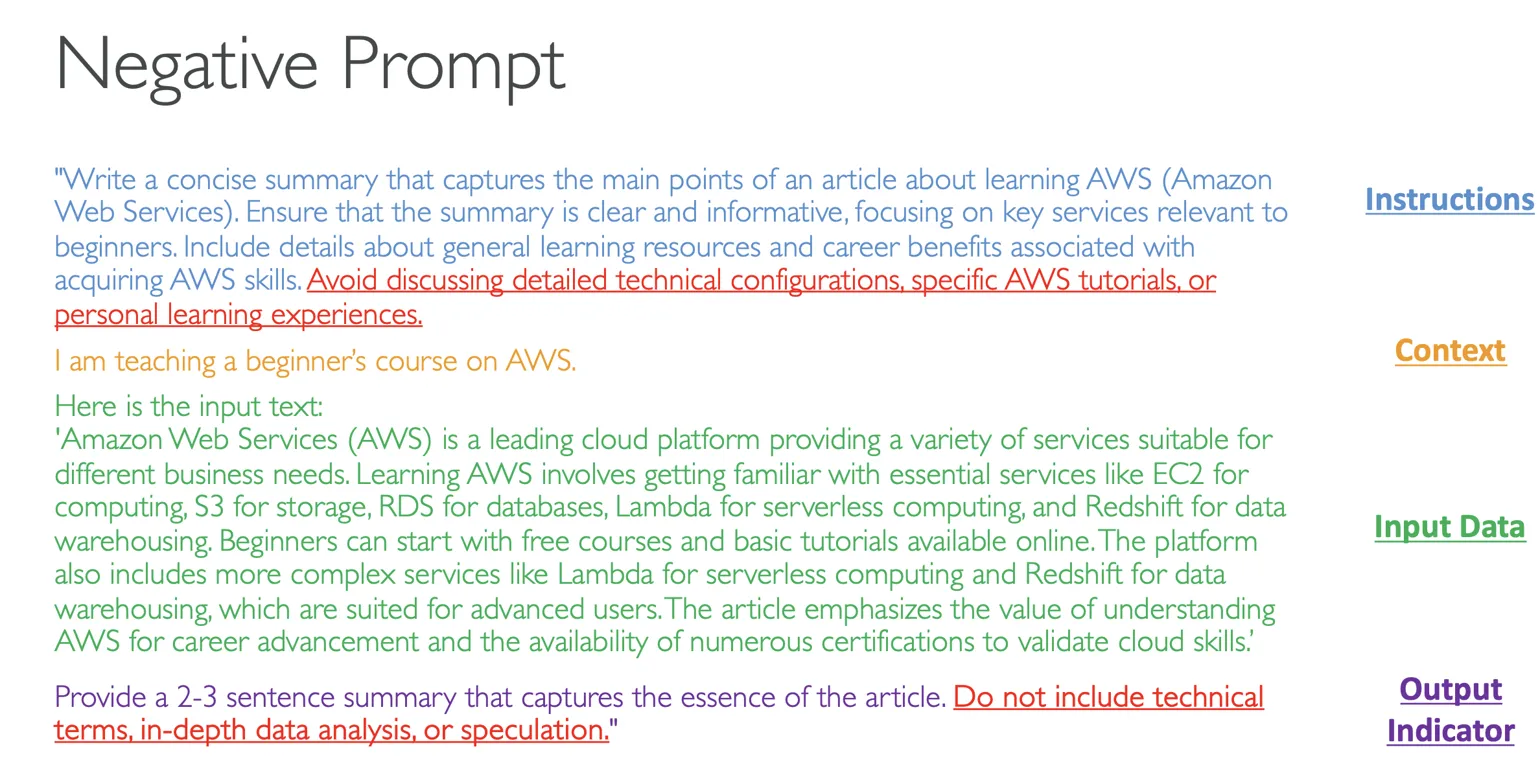 Negative Prompt
"Write a concise summary that captures the main points of an article about learning AWS (Amazon
Web Services). Ensure that the summary is clear and informative, focusing on key services relevant to
beginners. Include details about general learning resources and career benefits associated with
acquiring AWS skills. Avoid discussing detailed technical configurations, specific AWS tutorials, or
personal learning experiences.
Instructions
I am teaching a beginner’s course on AWS.
Context
Here is the input text:
'Amazon Web Services (AWS) is a leading cloud platform providing a variety of services suitable for
different business needs. Learning AWS involves getting familiar with essential services like EC2 for
computing, S3 for storage, RDS for databases, Lambda for serverless computing, and Redshift for data
warehousing. Beginners can start with free courses and basic tutorials available online. The platform
also includes more complex services like Lambda for serverless computing and Redshift for data
warehousing, which are suited for advanced users. The article emphasizes the value of understanding
AWS for career advancement and the availability of numerous certifications to validate cloud skills.’
Input Data
Provide a 2-3 sentence summary that captures the essence of the article. Do not include technical
terms, in-depth data analysis, or speculation."
Output
Indicator